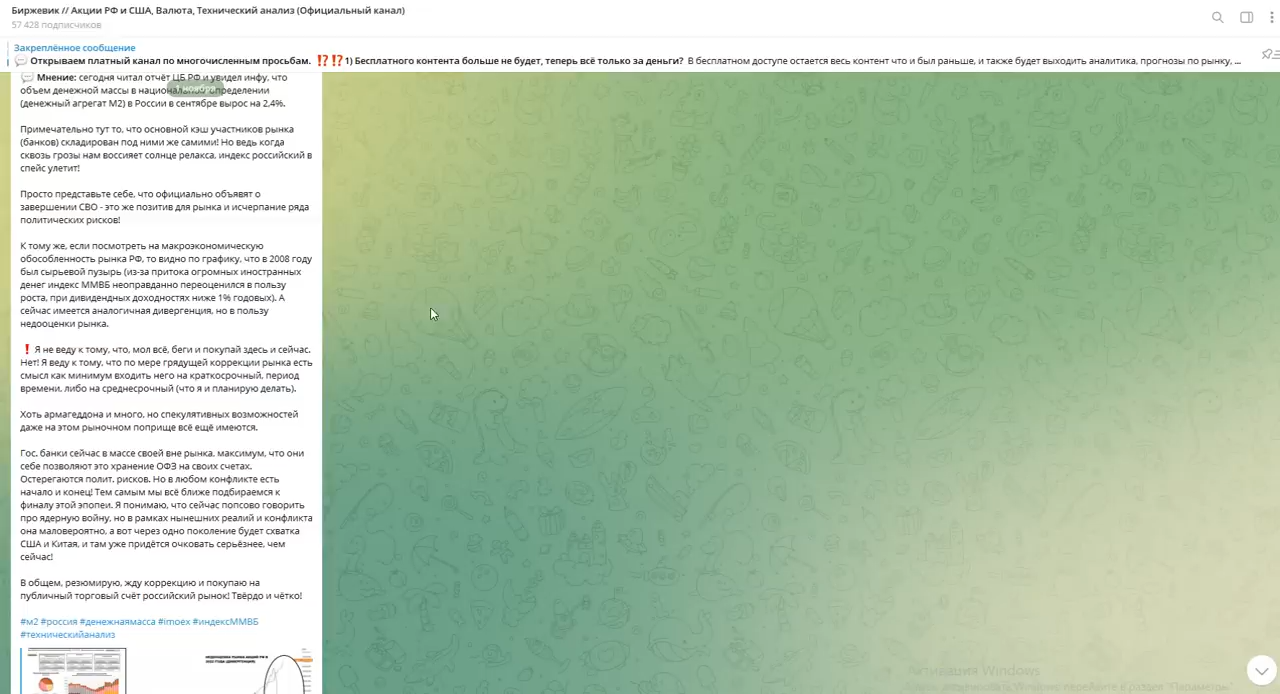 Биржевик // Акции РФ и США, Валюта, Технический анализ (Официальный канал)
57 428 подписчиков
Закреплённое сообщение
Открываем платный канал по многочисленным просьбам. ⁉️⁉️1) Бесплатного контента больше не будет, теперь всё только за деньги? В бесплатном доступе остается весь контент что и был раньше, и также будет выходить аналитика, прогнозы по рынку, ...
1 ноября
💬 Мнение: сегодня читал отчёт ЦБ РФ и увидел инфу, что
объем денежной массы в национальном определении
(денежный агрегат М2) в России в сентябре вырос на 2,4%.
Примечательно тут то, что основной кэш участников рынка
(банков) складирован под ними же самими! Но ведь когда
сквозь грозы нам воссияет солнце релакса, индекс российский в
спейс улетит!
Просто представьте себе, что официально объявят о
завершении СВО - это же позитив для рынка и исчерпание ряда
политических рисков!
К тому же, если посмотреть на макроэкономическую
обособленность рынка РФ, то видно по графику, что в 2008 году
был сырьевой пузырь (из-за притока огромных иностранных
денег индекс ММВБ неоправданно переоценился в пользу
роста, при дивидендных доходностях ниже 1% годовых). А
сейчас имеется аналогичная дивергенция, но в пользу
недооценки рынка.
❗ Я не веду к тому, что, мол всё, беги и покупай здесь и сейчас.
Нет! Я веду к тому, что по мере грядущей коррекции рынка есть
смысл как минимум входить него на краткосрочный, период
времени, либо на среднесрочный (что я и планирую делать).
Хоть армагеддона и много, но спекулятивных возможностей
даже на этом рыночном поприще всё ещё имеются.
Гос. банки сейчас в массе своей вне рынка, максимум, что они
себе позволяют это хранение ОФЗ на своих счетах.
Остерегаются полит. рисков. Но в любом конфликте есть
начало и конец! Тем самым мы всё ближе подбираемся к
финалу этой эпопеи. Я понимаю, что сейчас попсово говорить
про ядерную войну, но в рамках нынешних реалий и конфликта
она маловероятно, а вот через одно поколение будет схватка
США и Китая, и там уже придётся очковать серьёзнее, чем
сейчас!
В общем, резюмирую, жду коррекцию и покупаю на
публичный торговый счёт российский рынок! Твёрдо и чётко!
#м2 #россия #денежнаямасса #imoex #индексММВБ
#техническийанализ
Активация Windows